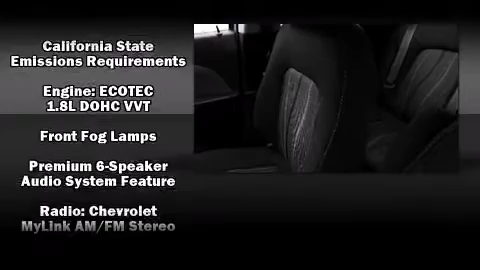 California State
Emissions Requirements
Engine: ECOTEC
1.8L DOHC VVT
Front Fog Lamps
Premium 6-Speaker
Audio System Feature
Radio: Chevrolet
MyLink AM/FM Stereo